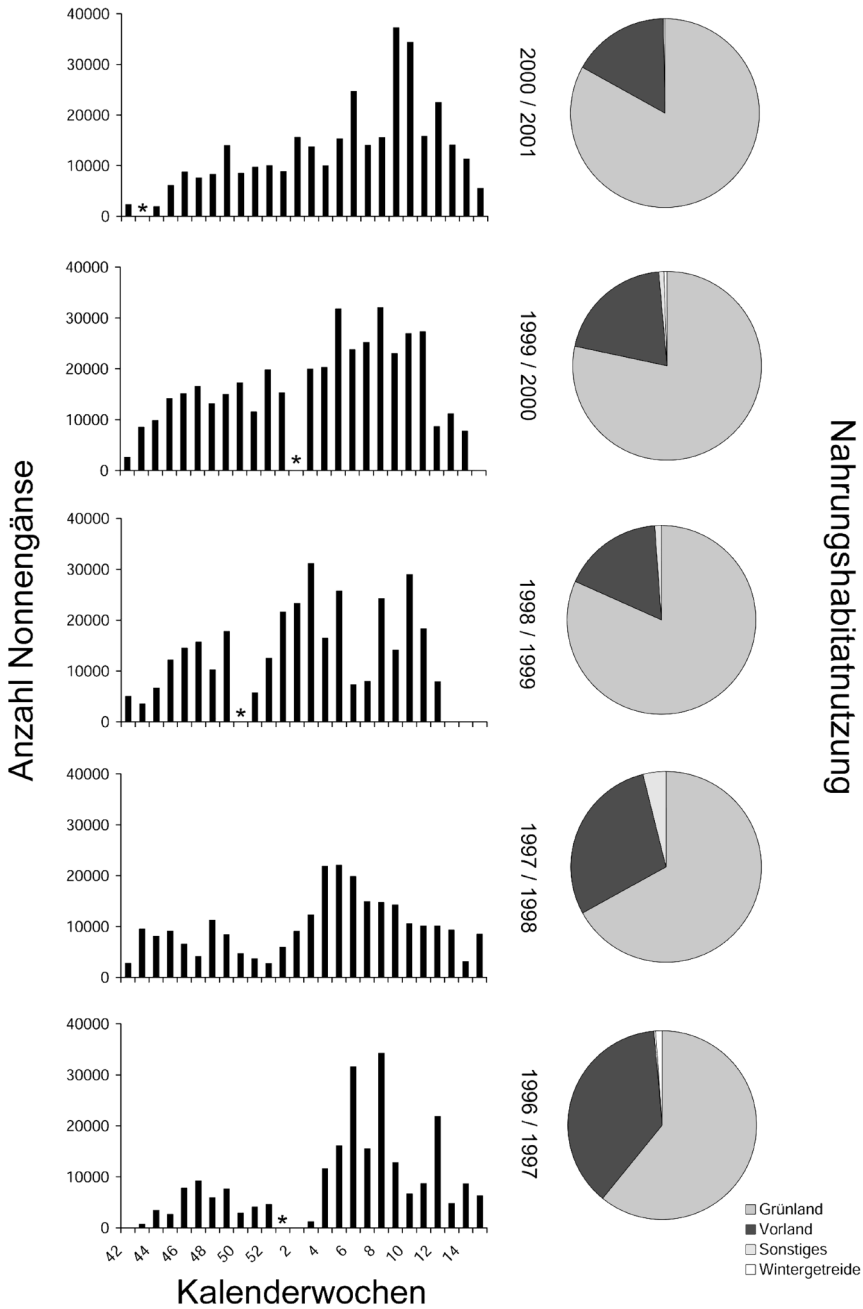 40000
30000
20000
10000
0
*
2000 / 2001
40000
30000
20000
10000
0
*
1999 / 2000
40000
30000
20000
10000
0
*
1998 / 1999
40000
30000
20000
10000
0
1997 / 1998
40000
30000
20000
10000
0
*
1996 / 1997
42 44 46 48 50 52 2 4 6 8 10 12 14
Kalenderwochen
Anzahl Nonnengänse
Nahrungshabitatnutzung
Grünland
Vorland
Sonstiges
Wintergetreide